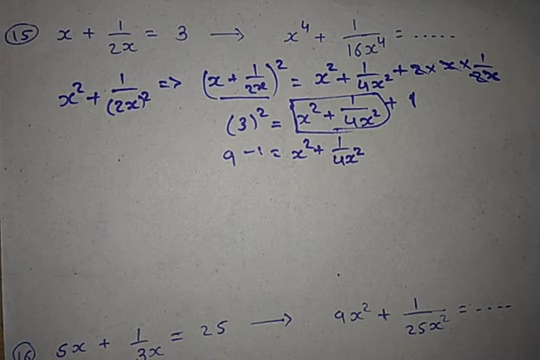 15 x + 1/2x = 3 → x⁴ + 1/16x⁴ = .....
x² + 1/(2x)² => (x + 1/2x)² = x² + 1/4x² + 2 × x × 1/2x
(3)² = x² + 1/4x² + 1
9 - 1 = x² + 1/4x²
16 5x + 1/3x = 25 → 9x² + 1/25x² = ....